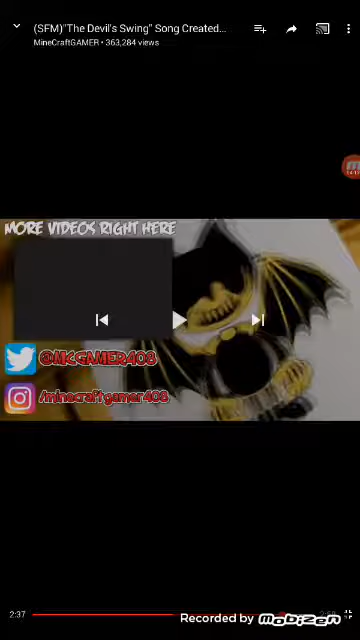 (SFM)"The Devil's Swing" Song Created...
MineCraftGAMER • 363,284 views
MORE VIDEOS RIGHT HERE
@MCGAMER408
/minecraftgamer408
2:37
Recorded by MOBIZEN